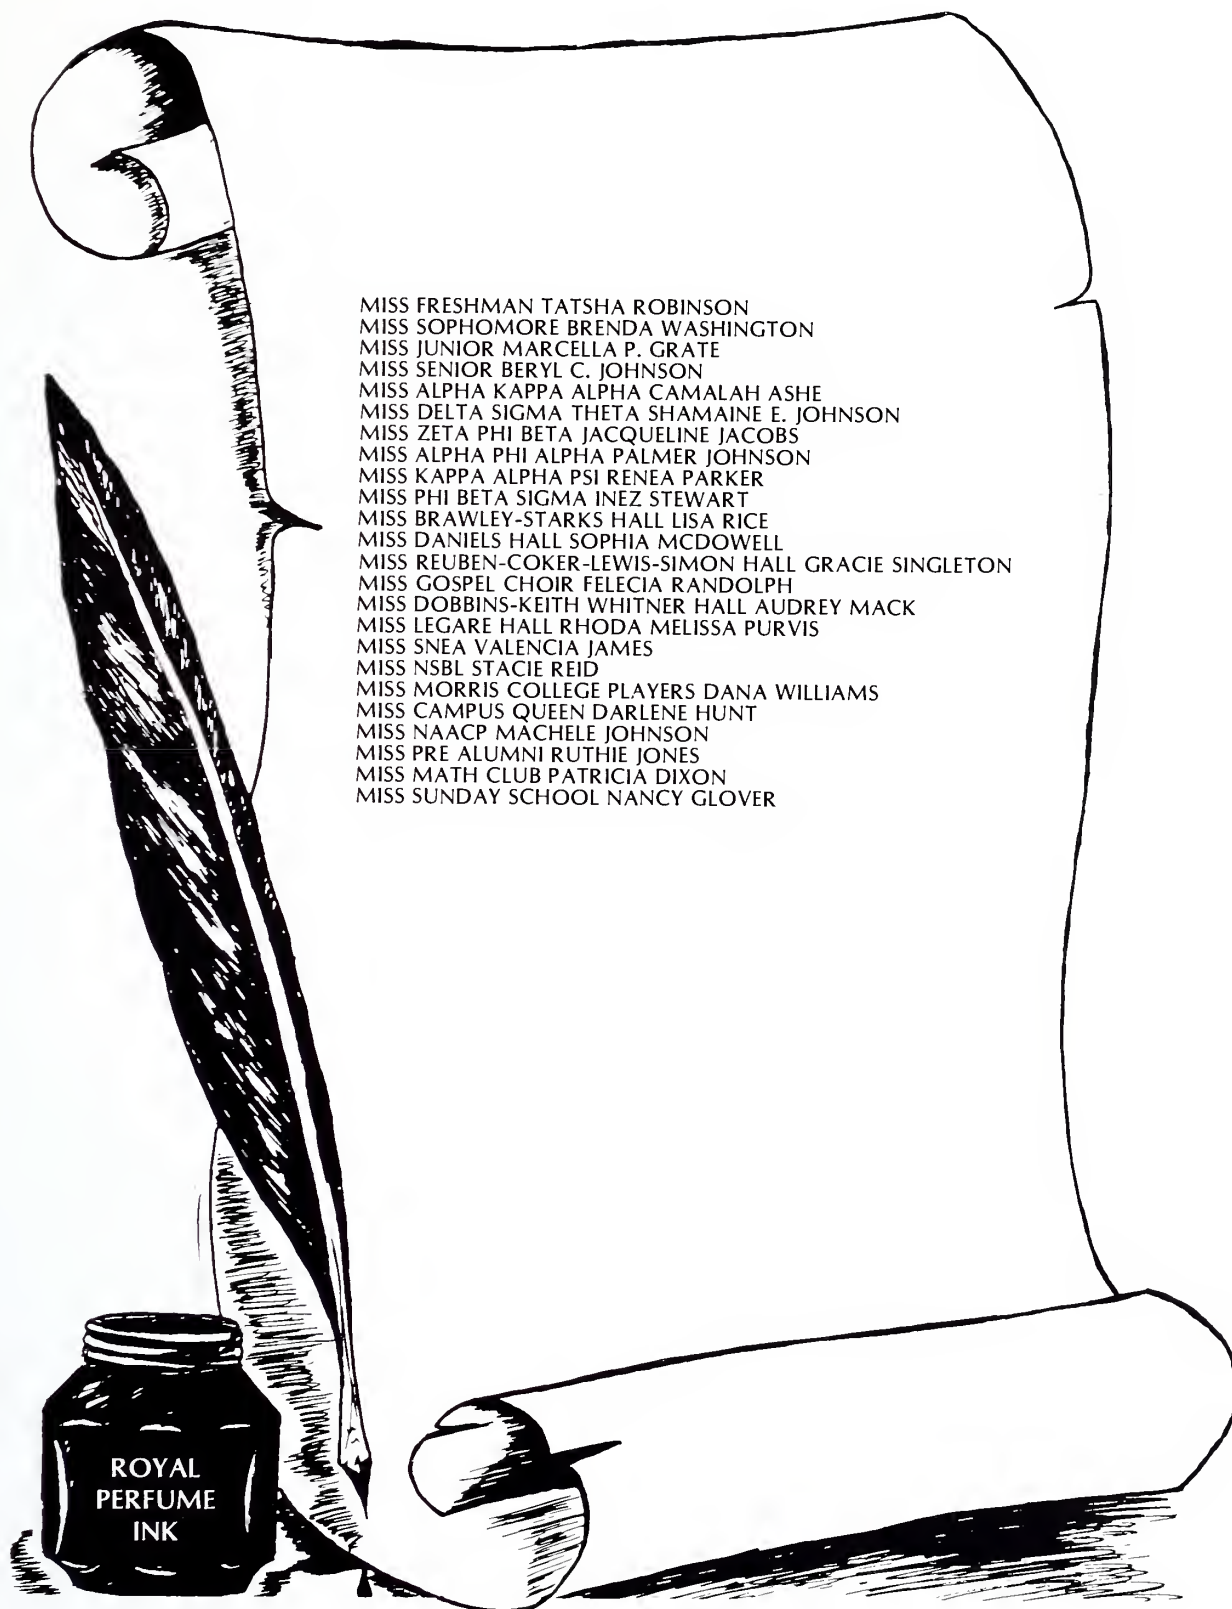 MISS FRESHMAN TATSHA ROBINSON
MISS SOPHOMORE BRENDA WASHINGTON
MISS JUNIOR MARCELLA P. GRATE
MISS SENIOR BERYL C. JOHNSON
MISS ALPHA KAPPA ALPHA CAMALAH ASHE
MISS DELTA SIGMA THETA SHAMAINE E. JOHNSON
MISS ZETA PHI BETA JACQUELINE JACOBS
MISS ALPHA PHI ALPHA PALMER JOHNSON
MISS KAPPA ALPHA PSI RENEA PARKER
MISS PHI BETA SIGMA INEZ STEWART
MISS BRAWLEY-STARKS HALL LISA RICE
MISS DANIELS HALL SOPHIA MCDOWELL
MISS REUBEN-COKER-LEWIS-SIMON HALL GRACIE SINGLETON
MISS GOSPEL CHOIR FELECIA RANDOLPH
MISS DOBBINS-KEITH WHITNER HALL AUDREY MACK
MISS LEGARE HALL RHODA MELISSA PURVIS
MISS SNEA VALENCIA JAMES
MISS NSBL STACIE REID
MISS MORRIS COLLEGE PLAYERS DANA WILLIAMS
MISS CAMPUS QUEEN DARLENE HUNT
MISS NAACP MACHELE JOHNSON
MISS PRE ALUMNI RUTHIE JONES
MISS MATH CLUB PATRICIA DIXON
MISS SUNDAY SCHOOL NANCY GLOVER
ROYAL
PERFUME
INK